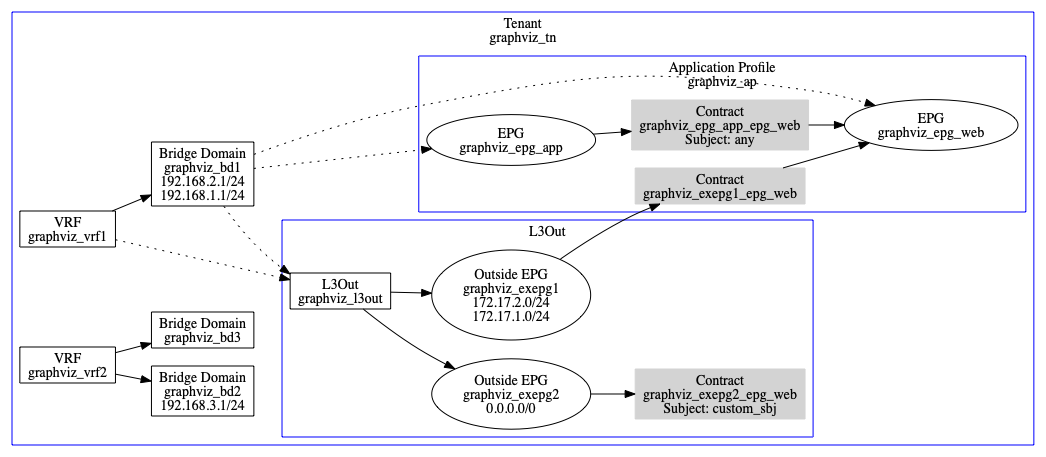 Tenant
graphviz_tn
Application Profile
graphviz_ap
Contract
graphviz_epg_app_epg_web
Subject: any
EPG
graphviz_epg_app
EPG
graphviz_epg_web
Bridge Domain
graphviz_bd1
192.168.2.1/24
192.168.1.1/24
Contract
graphviz_exepg1_epg_web
VRF
graphviz_vrf1
L3Out
L3Out
graphviz_l3out
Outside EPG
graphviz_exepg1
172.17.2.0/24
172.17.1.0/24
Bridge Domain
graphviz_bd3
VRF
graphviz_vrf2
Bridge Domain
graphviz_bd2
192.168.3.1/24
Outside EPG
graphviz_exepg2
0.0.0.0/0
Contract
graphviz_exepg2_epg_web
Subject: custom_sbj